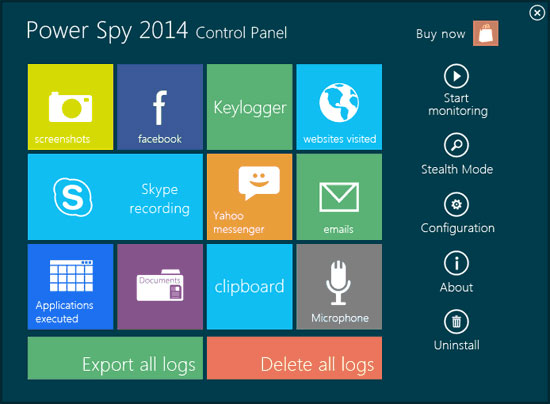 Power Spy 2014 Control Panel
Buy now
screenshots
facebook
Keylogger
websites visited
Skype
recording
Yahoo
messenger
emails
Applications
executed
Documents
clipboard
Microphone
Export all logs
Delete all logs
Start
monitoring
Stealth Mode
Configuration
About
Uninstall